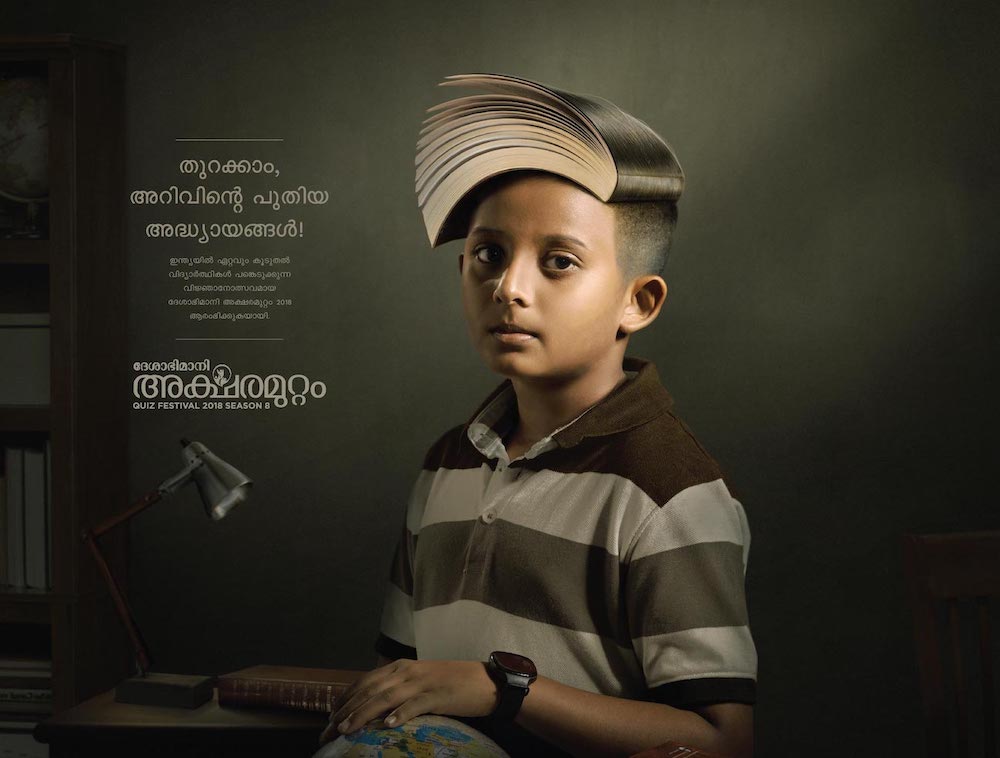 തുറക്കാം,
അറിവിന്റെ പുതിയ
അദ്ധ്യായങ്ങൾ!
ഇന്ത്യയിൽ ഏറ്റവും കൂടുതൽ
വിദ്യാർത്ഥികൾ പങ്കെടുക്കുന്ന
വിജ്ഞാനോത്സവമായ
ദേശാഭിമാനി അക്ഷരമുറ്റം 2018
ആരംഭിക്കുകയായി.
ദേശാഭിമാനി
അക്ഷരമുറ്റം
QUIZ FESTIVAL 2018 SEASON 8